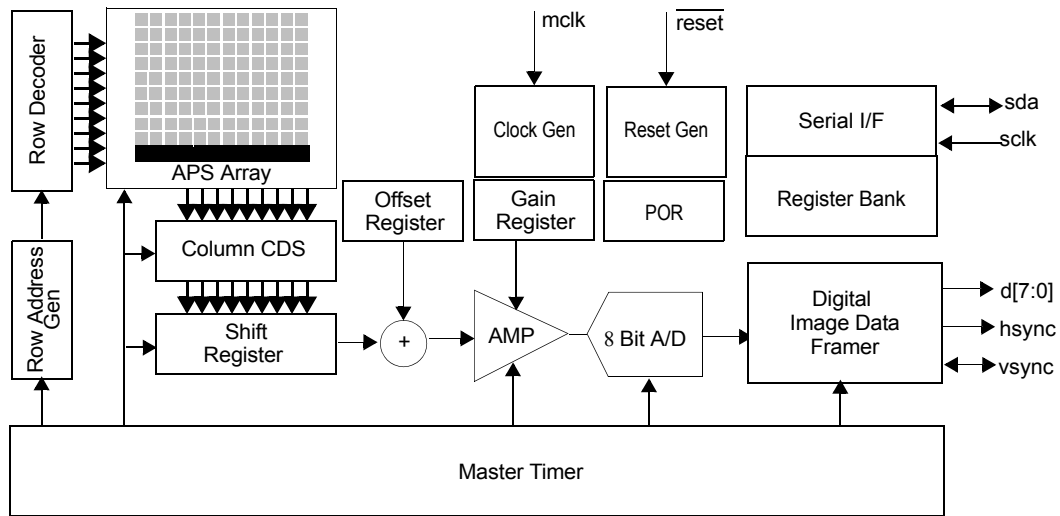 mclk
reset
Row Decoder
APS Array
Clock Gen
Reset Gen
Serial I/F
sda
sclk
Offset
Register
Gain
Register
POR
Register Bank
Column CDS
Row Address
Gen
Shift
Register
+
AMP
8 Bit A/D
Digital
Image Data
Framer
d[7:0]
hsync
vsync
Master Timer